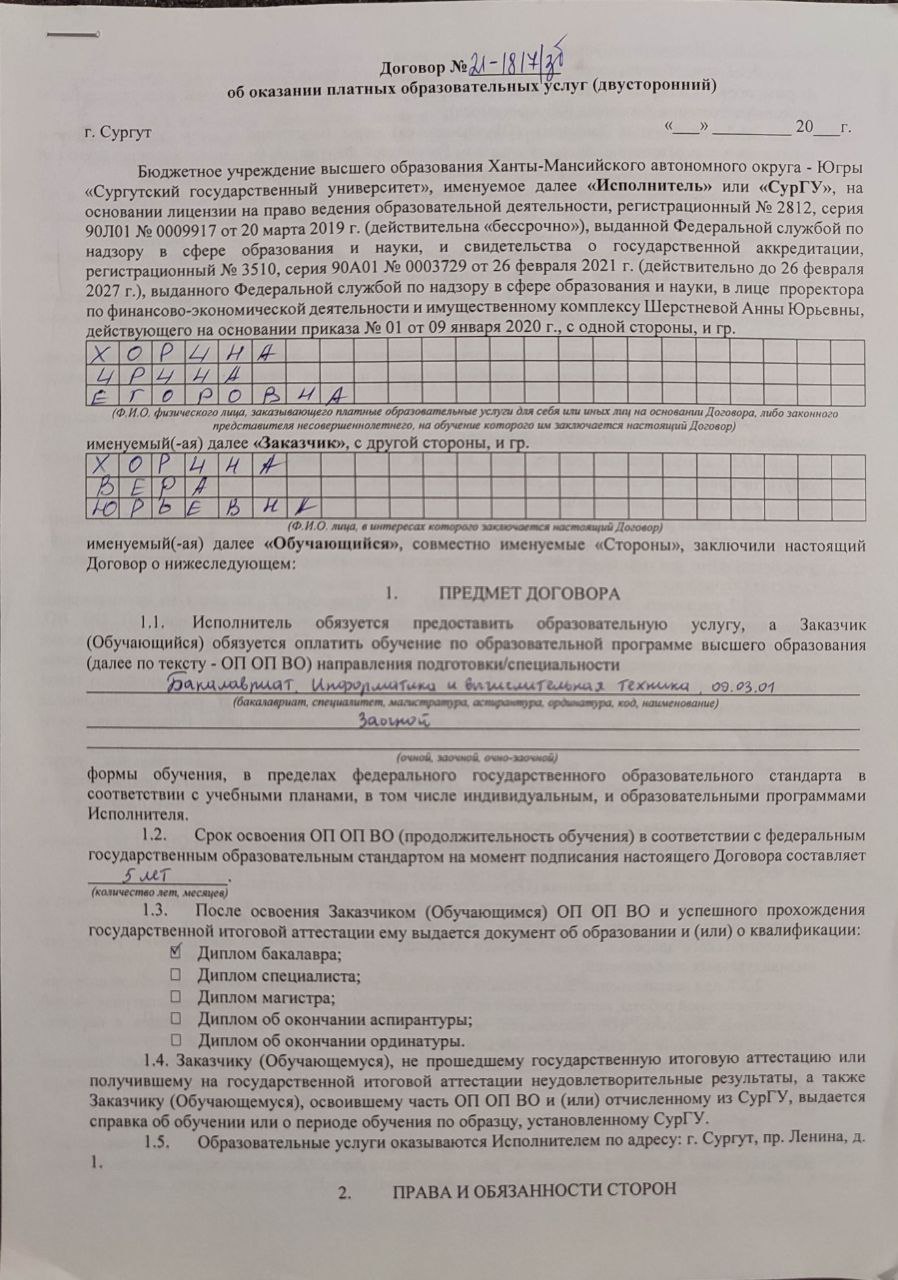 Договор № 21-1817/зб
об оказании платных образовательных услуг (двусторонний)
г. Сургут «___» _________ 20___г.
Бюджетное учреждение высшего образования Ханты-Мансийского автономного округа - Югры
«Сургутский государственный университет», именуемое далее «Исполнитель» или «СурГУ», на
основании лицензии на право ведения образовательной деятельности, регистрационный № 2812, серия
90Л01 № 0009917 от 20 марта 2019 г. (действительна «бессрочно»), выданной Федеральной службой по
надзору в сфере образования и науки, и свидетельства о государственной аккредитации,
регистрационный № 3510, серия 90А01 № 0003729 от 26 февраля 2021 г. (действительно до 26 февраля
2027 г.), выданного Федеральной службой по надзору в сфере образования и науки, в лице проректора
по финансово-экономической деятельности и имущественному комплексу Шерстневой Анны Юрьевны,
действующего на основании приказа № 01 от 09 января 2020 г., с одной стороны, и гр.
ХОРИНА
ИРИНА
ЕГОРОВНА
(Ф.И.О. физического лица, заказывающего платные образовательные услуги для себя или иных лиц на основании Договора, либо законного
представителя несовершеннолетнего, на обучение которого им заключается настоящий Договор)
именуемый(-ая) далее «Заказчик», с другой стороны, и гр.
ХОРИНА
ВЕРА
ЮРЬЕВНА
(Ф.И.О. лица, в интересах которого заключается настоящий Договор)
именуемый(-ая) далее «Обучающийся», совместно именуемые «Стороны», заключили настоящий
Договор о нижеследующем:
1. ПРЕДМЕТ ДОГОВОРА
1.1. Исполнитель обязуется предоставить образовательную услугу, а Заказчик
(Обучающийся) обязуется оплатить обучение по образовательной программе высшего образования
(далее по тексту - ОП ОП ВО) направления подготовки/специальности
Бакалавриат, Информатика и вычислительная техника, 09.03.01
(бакалавриат, специалитет, магистратура, аспирантура, ординатура, код, наименование)
Заочной
(очной, заочной, очно-заочной)
формы обучения, в пределах федерального государственного образовательного стандарта в
соответствии с учебными планами, в том числе индивидуальным, и образовательными программами
Исполнителя.
1.2. Срок освоения ОП ОП ВО (продолжительность обучения) в соответствии с федеральным
государственным образовательным стандартом на момент подписания настоящего Договора составляет
5 лет.
(количество лет, месяцев)
1.3. После освоения Заказчиком (Обучающимся) ОП ОП ВО и успешного прохождения
государственной итоговой аттестации ему выдается документ об образовании и (или) о квалификации:
☑ Диплом бакалавра;
☐ Диплом специалиста;
☐ Диплом магистра;
☐ Диплом об окончании аспирантуры;
☐ Диплом об окончании ординатуры.
1.4. Заказчику (Обучающемуся), не прошедшему государственную итоговую аттестацию или
получившему на государственной итоговой аттестации неудовлетворительные результаты, а также
Заказчику (Обучающемуся), освоившему часть ОП ОП ВО и (или) отчисленному из СурГУ, выдается
справка об обучении или о периоде обучения по образцу, установленному СурГУ.
1.5. Образовательные услуги оказываются Исполнителем по адресу: г. Сургут, пр. Ленина, д.
1.
2. ПРАВА И ОБЯЗАННОСТИ СТОРОН